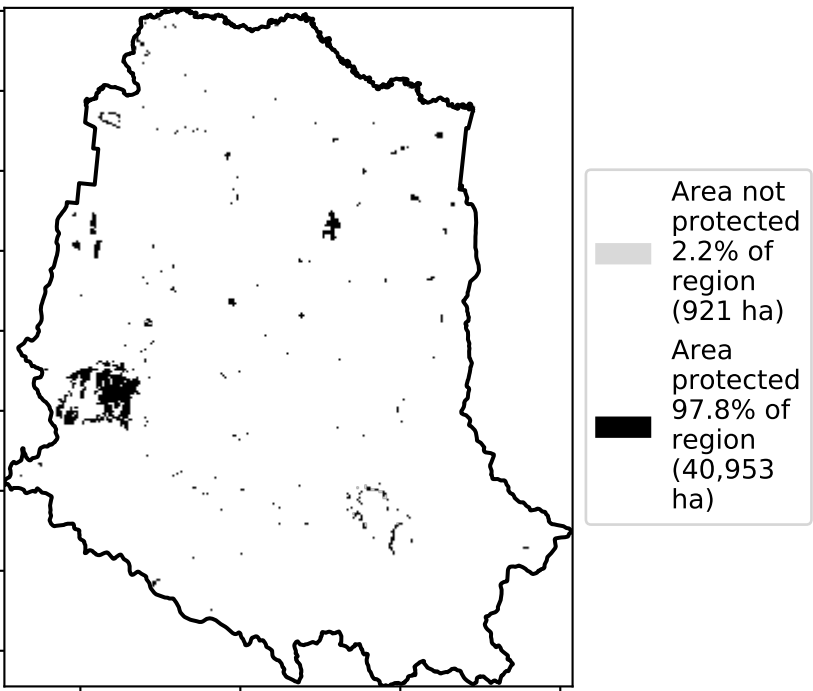 Area not
protected
2.2% of
region
(921 ha)
Area
protected
97.8% of
region
(40,953
ha)